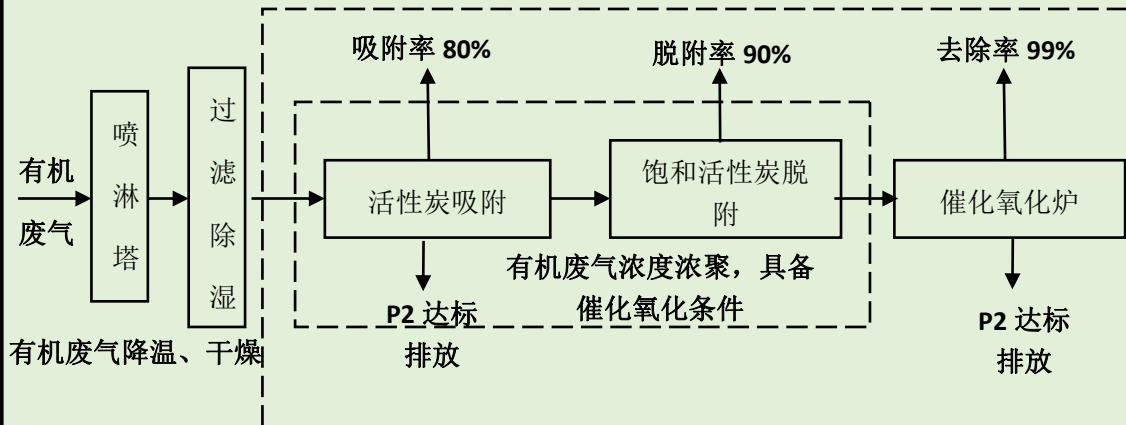 吸附率 80%
脱附率 90%
去除率 99%
有机
废气
喷
淋
塔
过
滤
除
湿
活性炭吸附
饱和活性炭脱
附
催化氧化炉
有机废气浓度浓聚，具备
催化氧化条件
P2 达标
排放
P2 达标
排放
有机废气降温、干燥